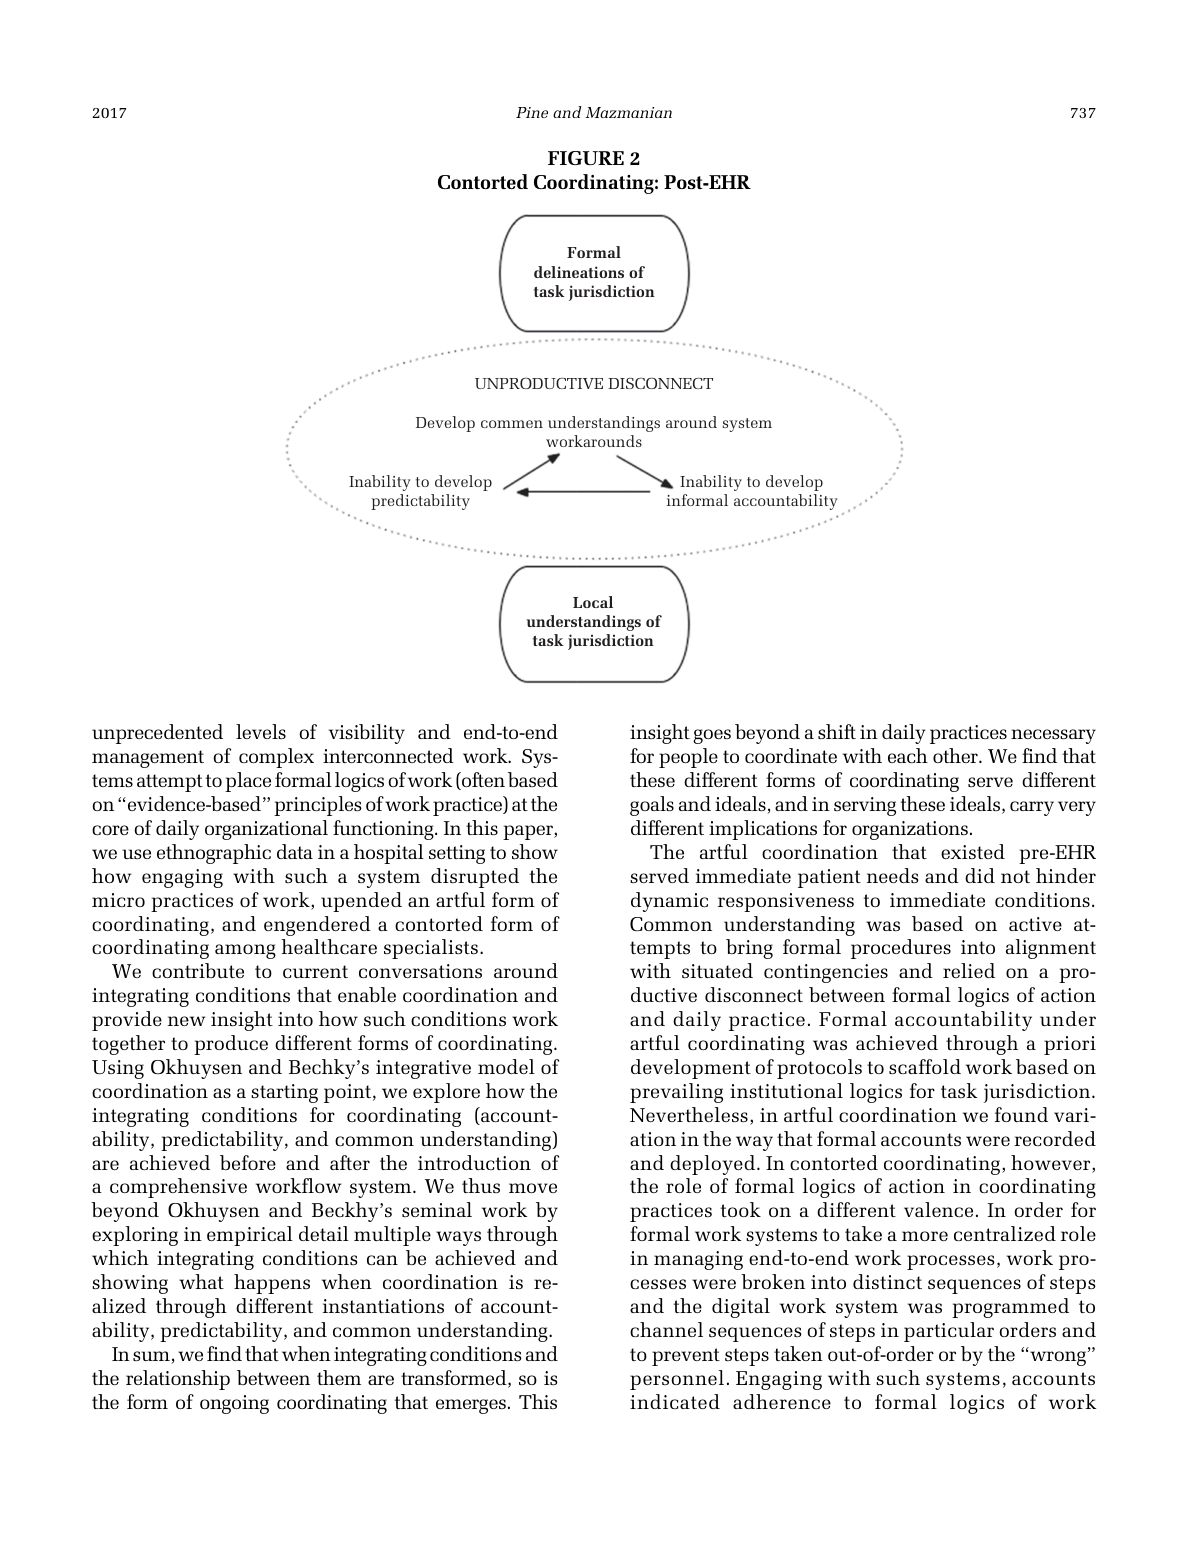 2017
Pine and Mazmanian
737
FIGURE 2
Contorted Coordinating: Post-EHR
Formal
delineations of
task jurisdiction
UNPRODUCTIVE DISCONNECT
Develop commen understandings around system
workarounds
Inability to develop
predictability
Inability to develop
informal accountability
Local
understandings of
task jurisdiction
unprecedented levels of visibility and end-to-end
management of complex interconnected work. Sys-
tems attempt to place formal logics of work (often based
on “evidence-based” principles of work practice) at the
core of daily organizational functioning. In this paper,
we use ethnographic data in a hospital setting to show
how engaging with such a system disrupted the
micro practices of work, upended an artful form of
coordinating, and engendered a contorted form of
coordinating among healthcare specialists.
We contribute to current conversations around
integrating conditions that enable coordination and
provide new insight into how such conditions work
together to produce different forms of coordinating.
Using Okhuysen and Bechky’s integrative model of
coordination as a starting point, we explore how the
integrating conditions for coordinating (account-
ability, predictability, and common understanding)
are achieved before and after the introduction of
a comprehensive workflow system. We thus move
beyond Okhuysen and Beckhy’s seminal work by
exploring in empirical detail multiple ways through
which integrating conditions can be achieved and
showing what happens when coordination is re-
alized through different instantiations of account-
ability, predictability, and common understanding.
In sum, we find that when integrating conditions and
the relationship between them are transformed, so is
the form of ongoing coordinating that emerges. This
insight goes beyond a shift in daily practices necessary
for people to coordinate with each other. We find that
these different forms of coordinating serve different
goals and ideals, and in serving these ideals, carry very
different implications for organizations.
The artful coordination that existed pre-EHR
served immediate patient needs and did not hinder
dynamic responsiveness to immediate conditions.
Common understanding was based on active at-
tempts to bring formal procedures into alignment
with situated contingencies and relied on a pro-
ductive disconnect between formal logics of action
and daily practice. Formal accountability under
artful coordinating was achieved through a priori
development of protocols to scaffold work based on
prevailing institutional logics for task jurisdiction.
Nevertheless, in artful coordination we found vari-
ation in the way that formal accounts were recorded
and deployed. In contorted coordinating, however,
the role of formal logics of action in coordinating
practices took on a different valence. In order for
formal work systems to take a more centralized role
in managing end-to-end work processes, work pro-
cesses were broken into distinct sequences of steps
and the digital work system was programmed to
channel sequences of steps in particular orders and
to prevent steps taken out-of-order or by the “wrong”
personnel. Engaging with such systems, accounts
indicated adherence to formal logics of work